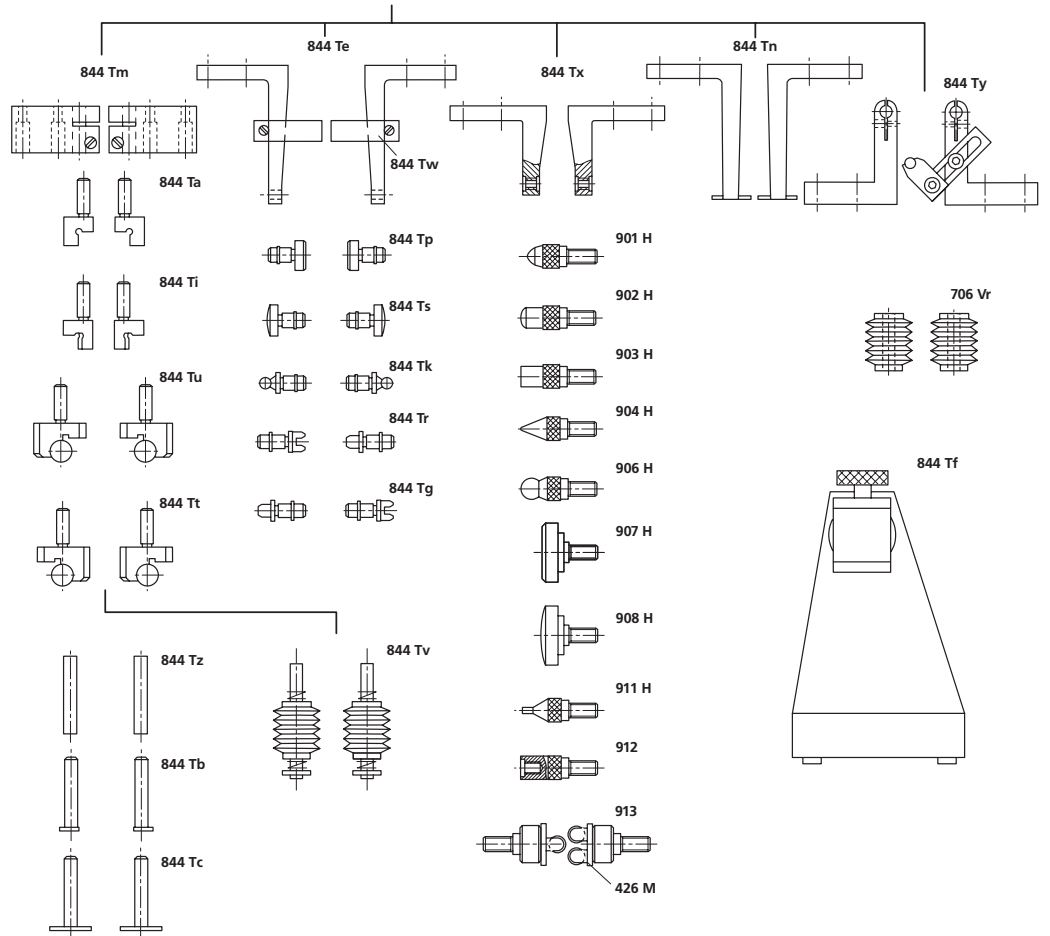 844 Tm
844 Te
844 Tx
844 Tn
844 Ty
844 Tw
844 Ta
844 Ti
844 Tu
844 Tt
844 Tp
844 Ts
844 Tk
844 Tr
844 Tg
901 H
902 H
903 H
904 H
906 H
907 H
908 H
911 H
912
913
426 M
706 Vr
844 Tf
844 Tz
844 Tb
844 Tc
844 Tv